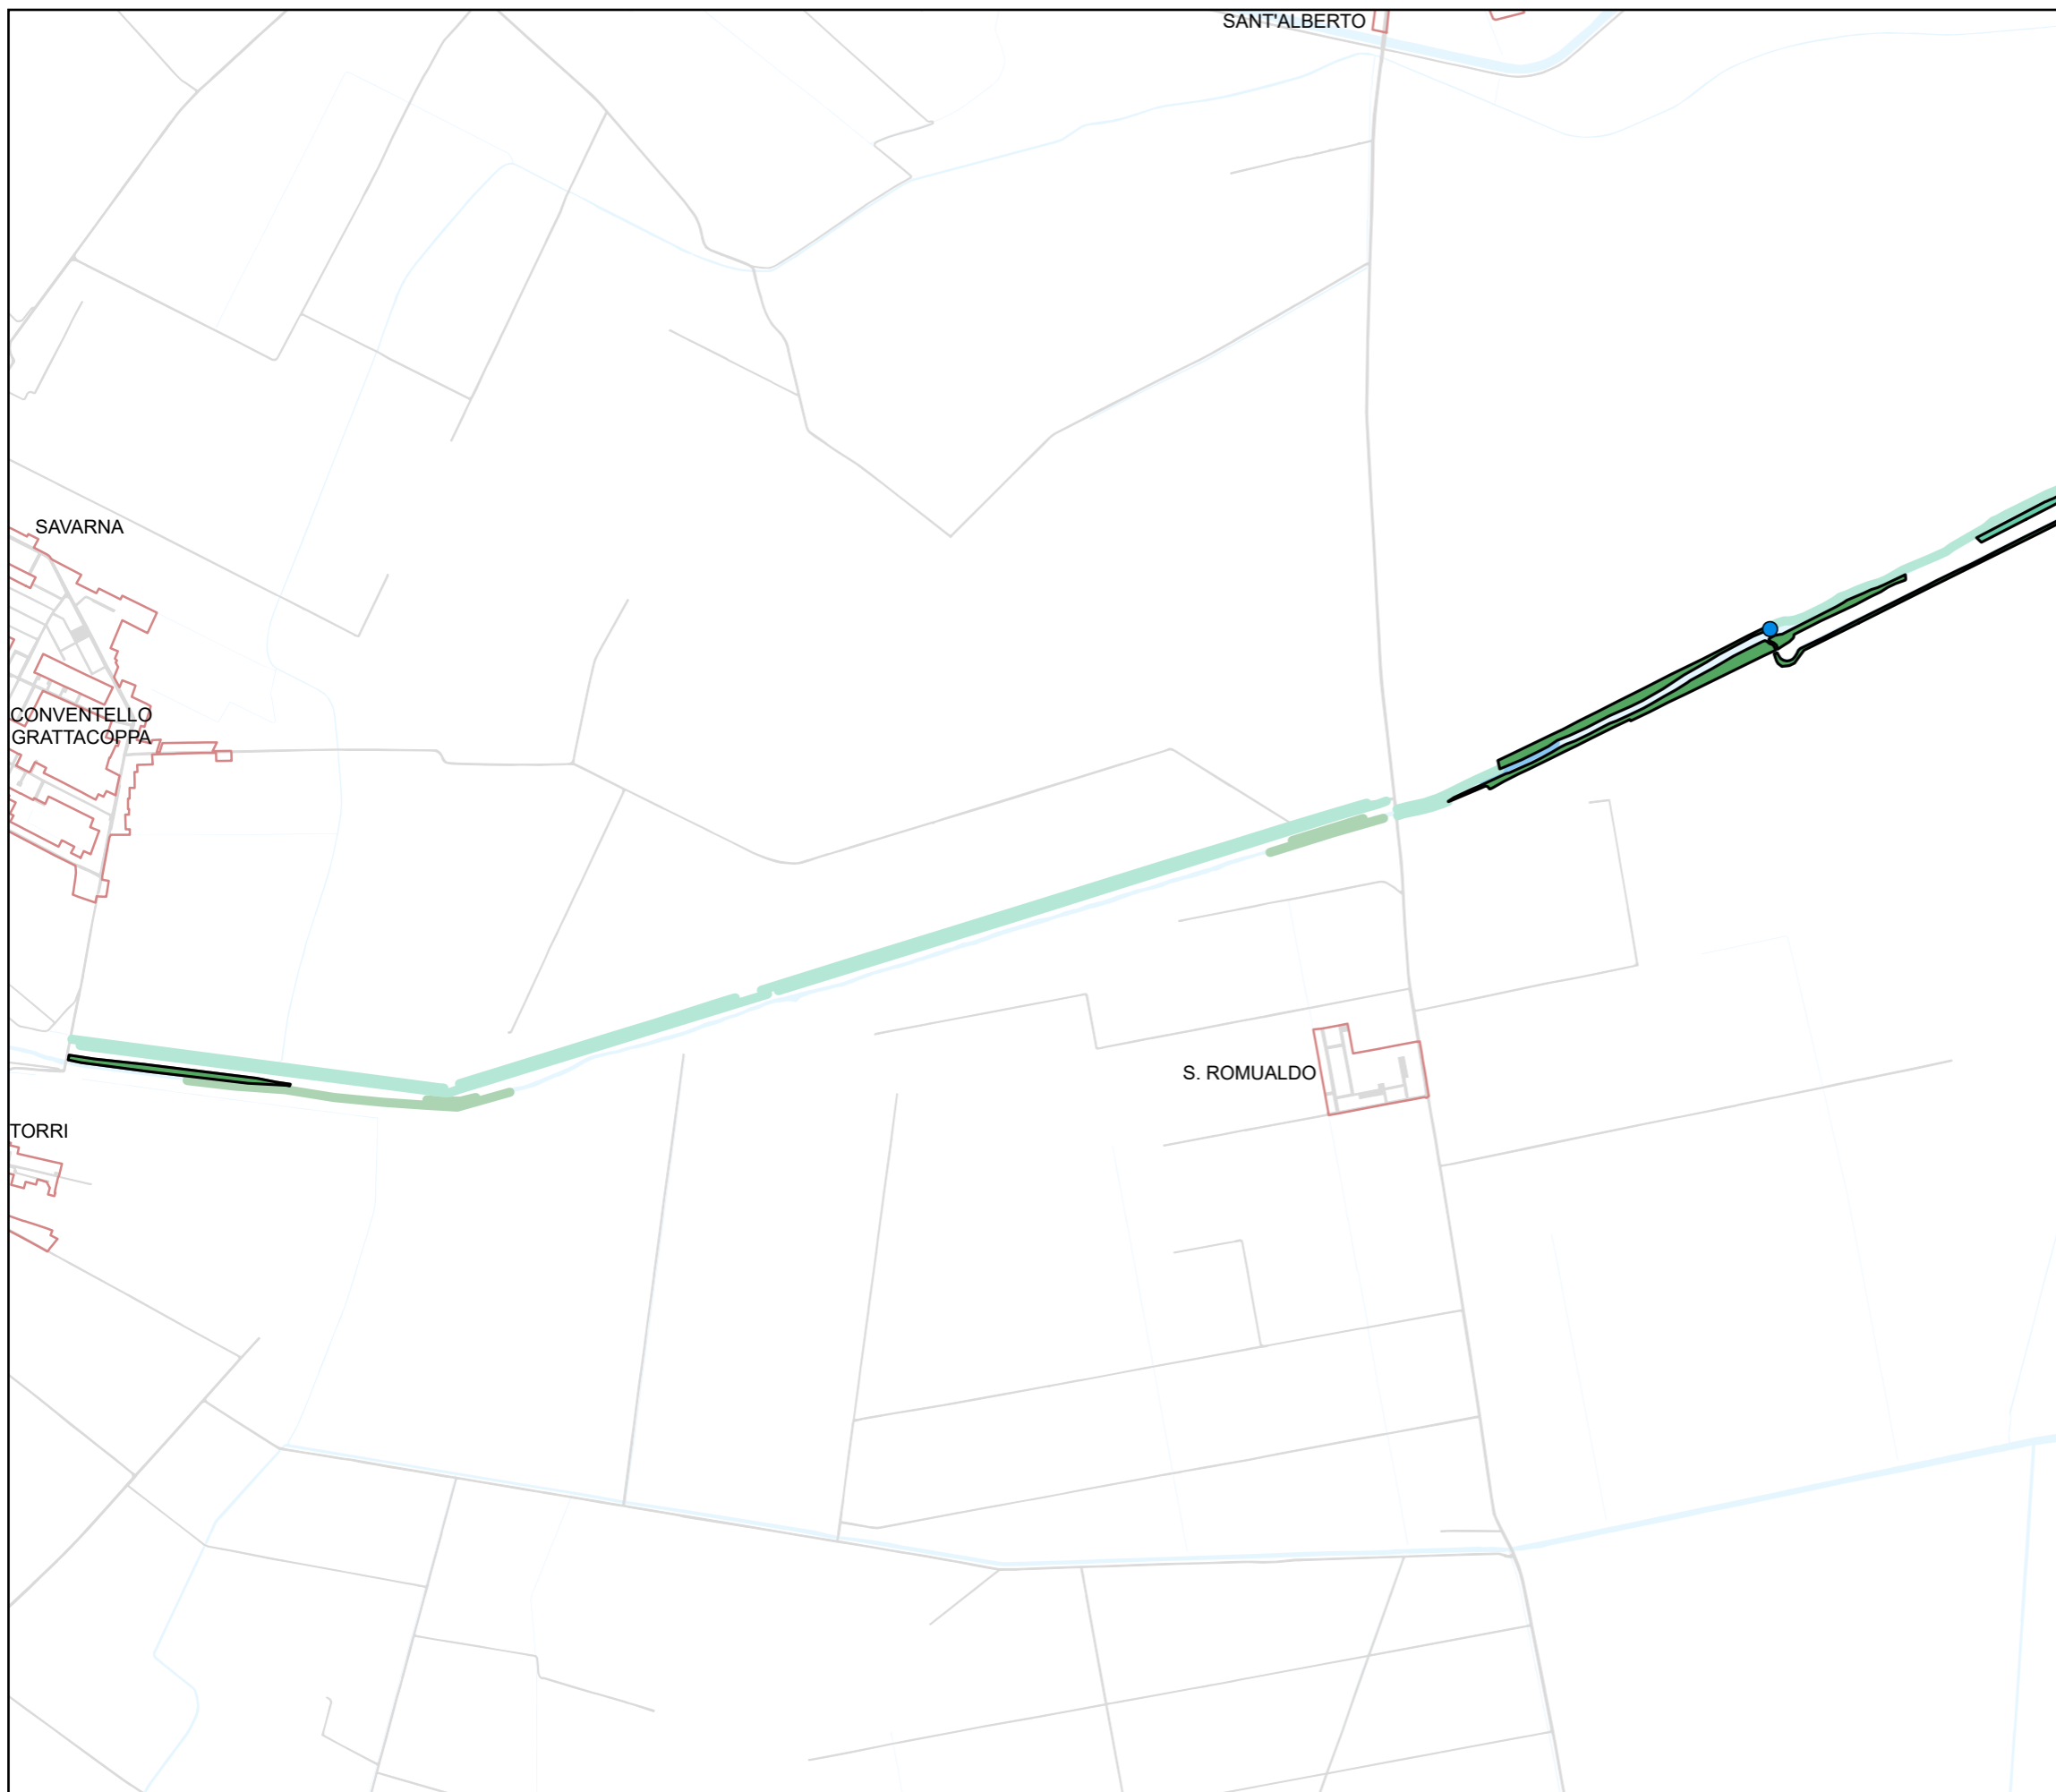 SANT'ALBERTO
SAVARNA
CONVENTELLO
GRATTACOPPA
S. ROMUALDO
TORRI